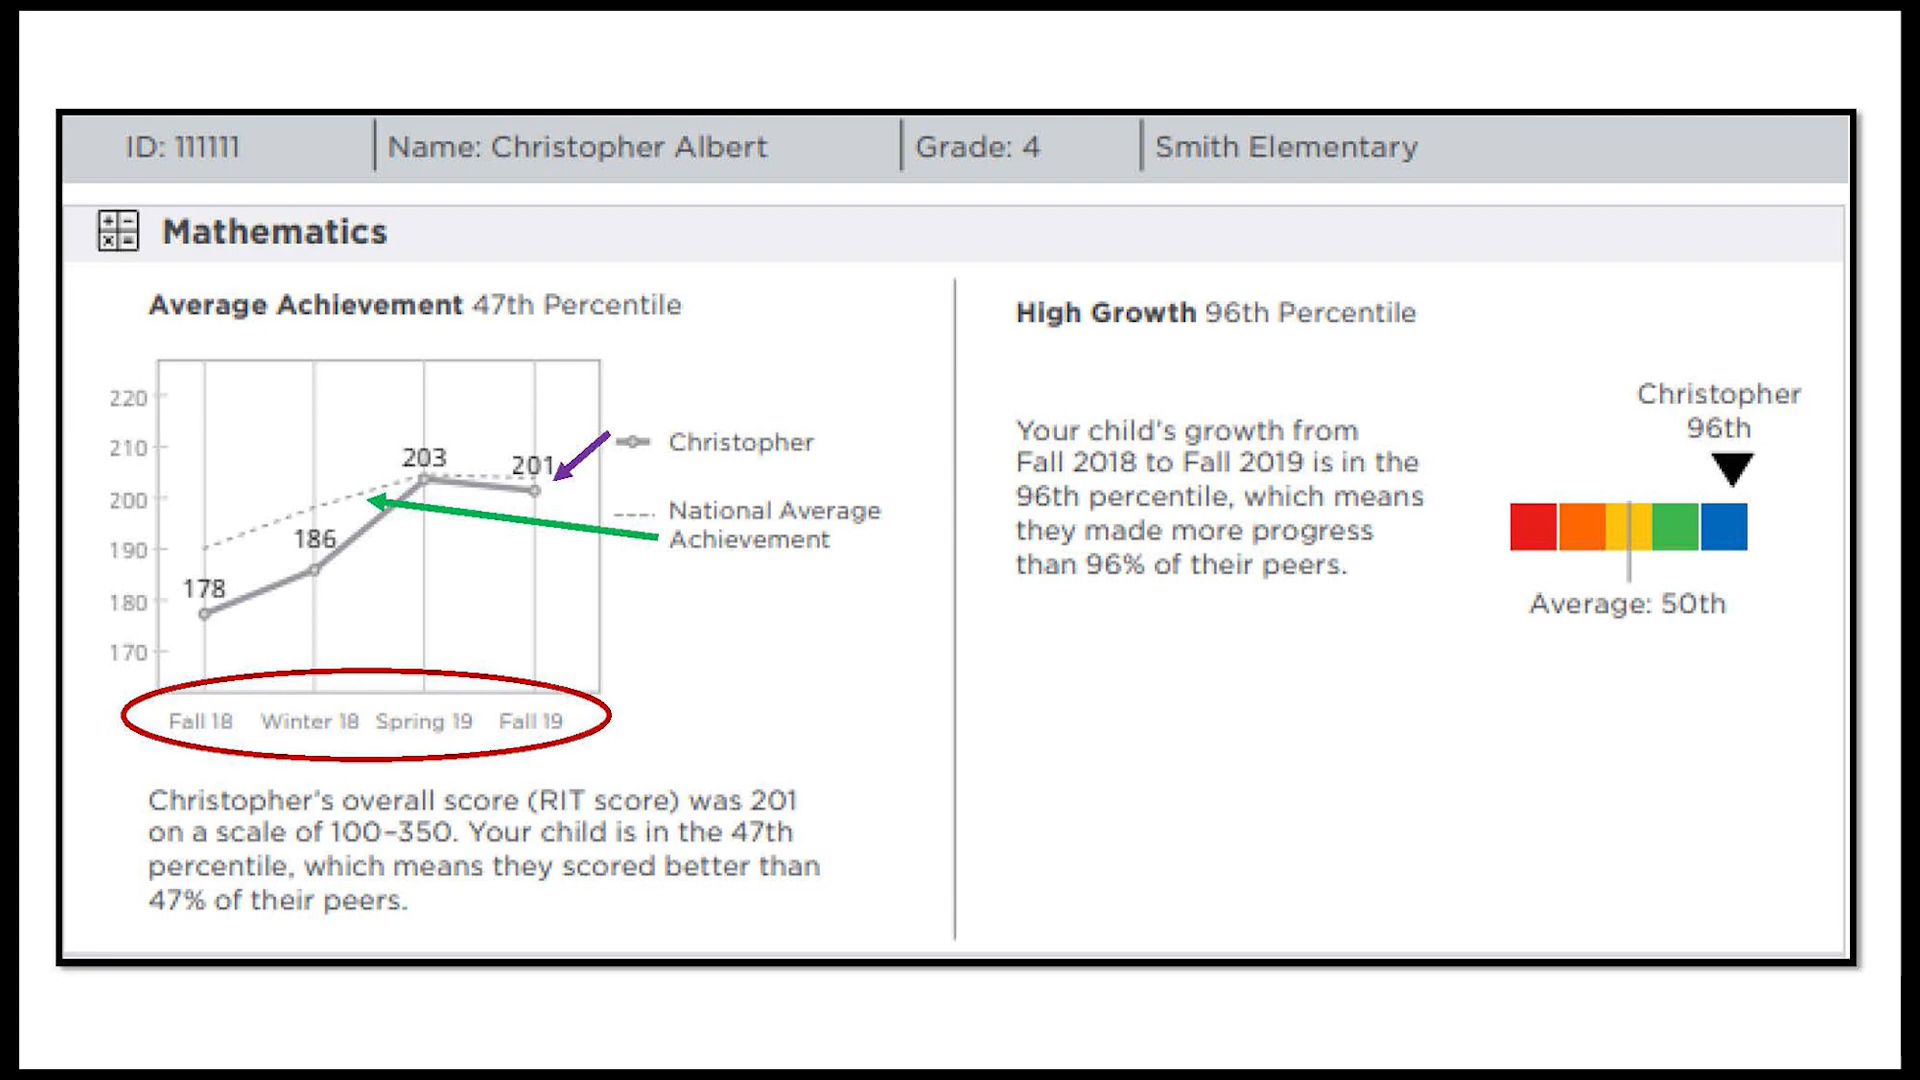 ID: 111111
Name: Christopher Albert
Grade: 4
Smith Elementary
Mathematics
Average Achievement 47th Percentile
220
210
200
190
180
170
178
186
203
201
Fall 18
Winter 18
Spring 19
Fall 19
Christopher
National Average
Achievement
Christopher's overall score (RIT score) was 201
on a scale of 100–350. Your child is in the 47th
percentile, which means they scored better than
47% of their peers.
High Growth 96th Percentile
Your child's growth from
Fall 2018 to Fall 2019 is in the
96th percentile, which means
they made more progress
than 96% of their peers.
Christopher
96th
Average: 50th